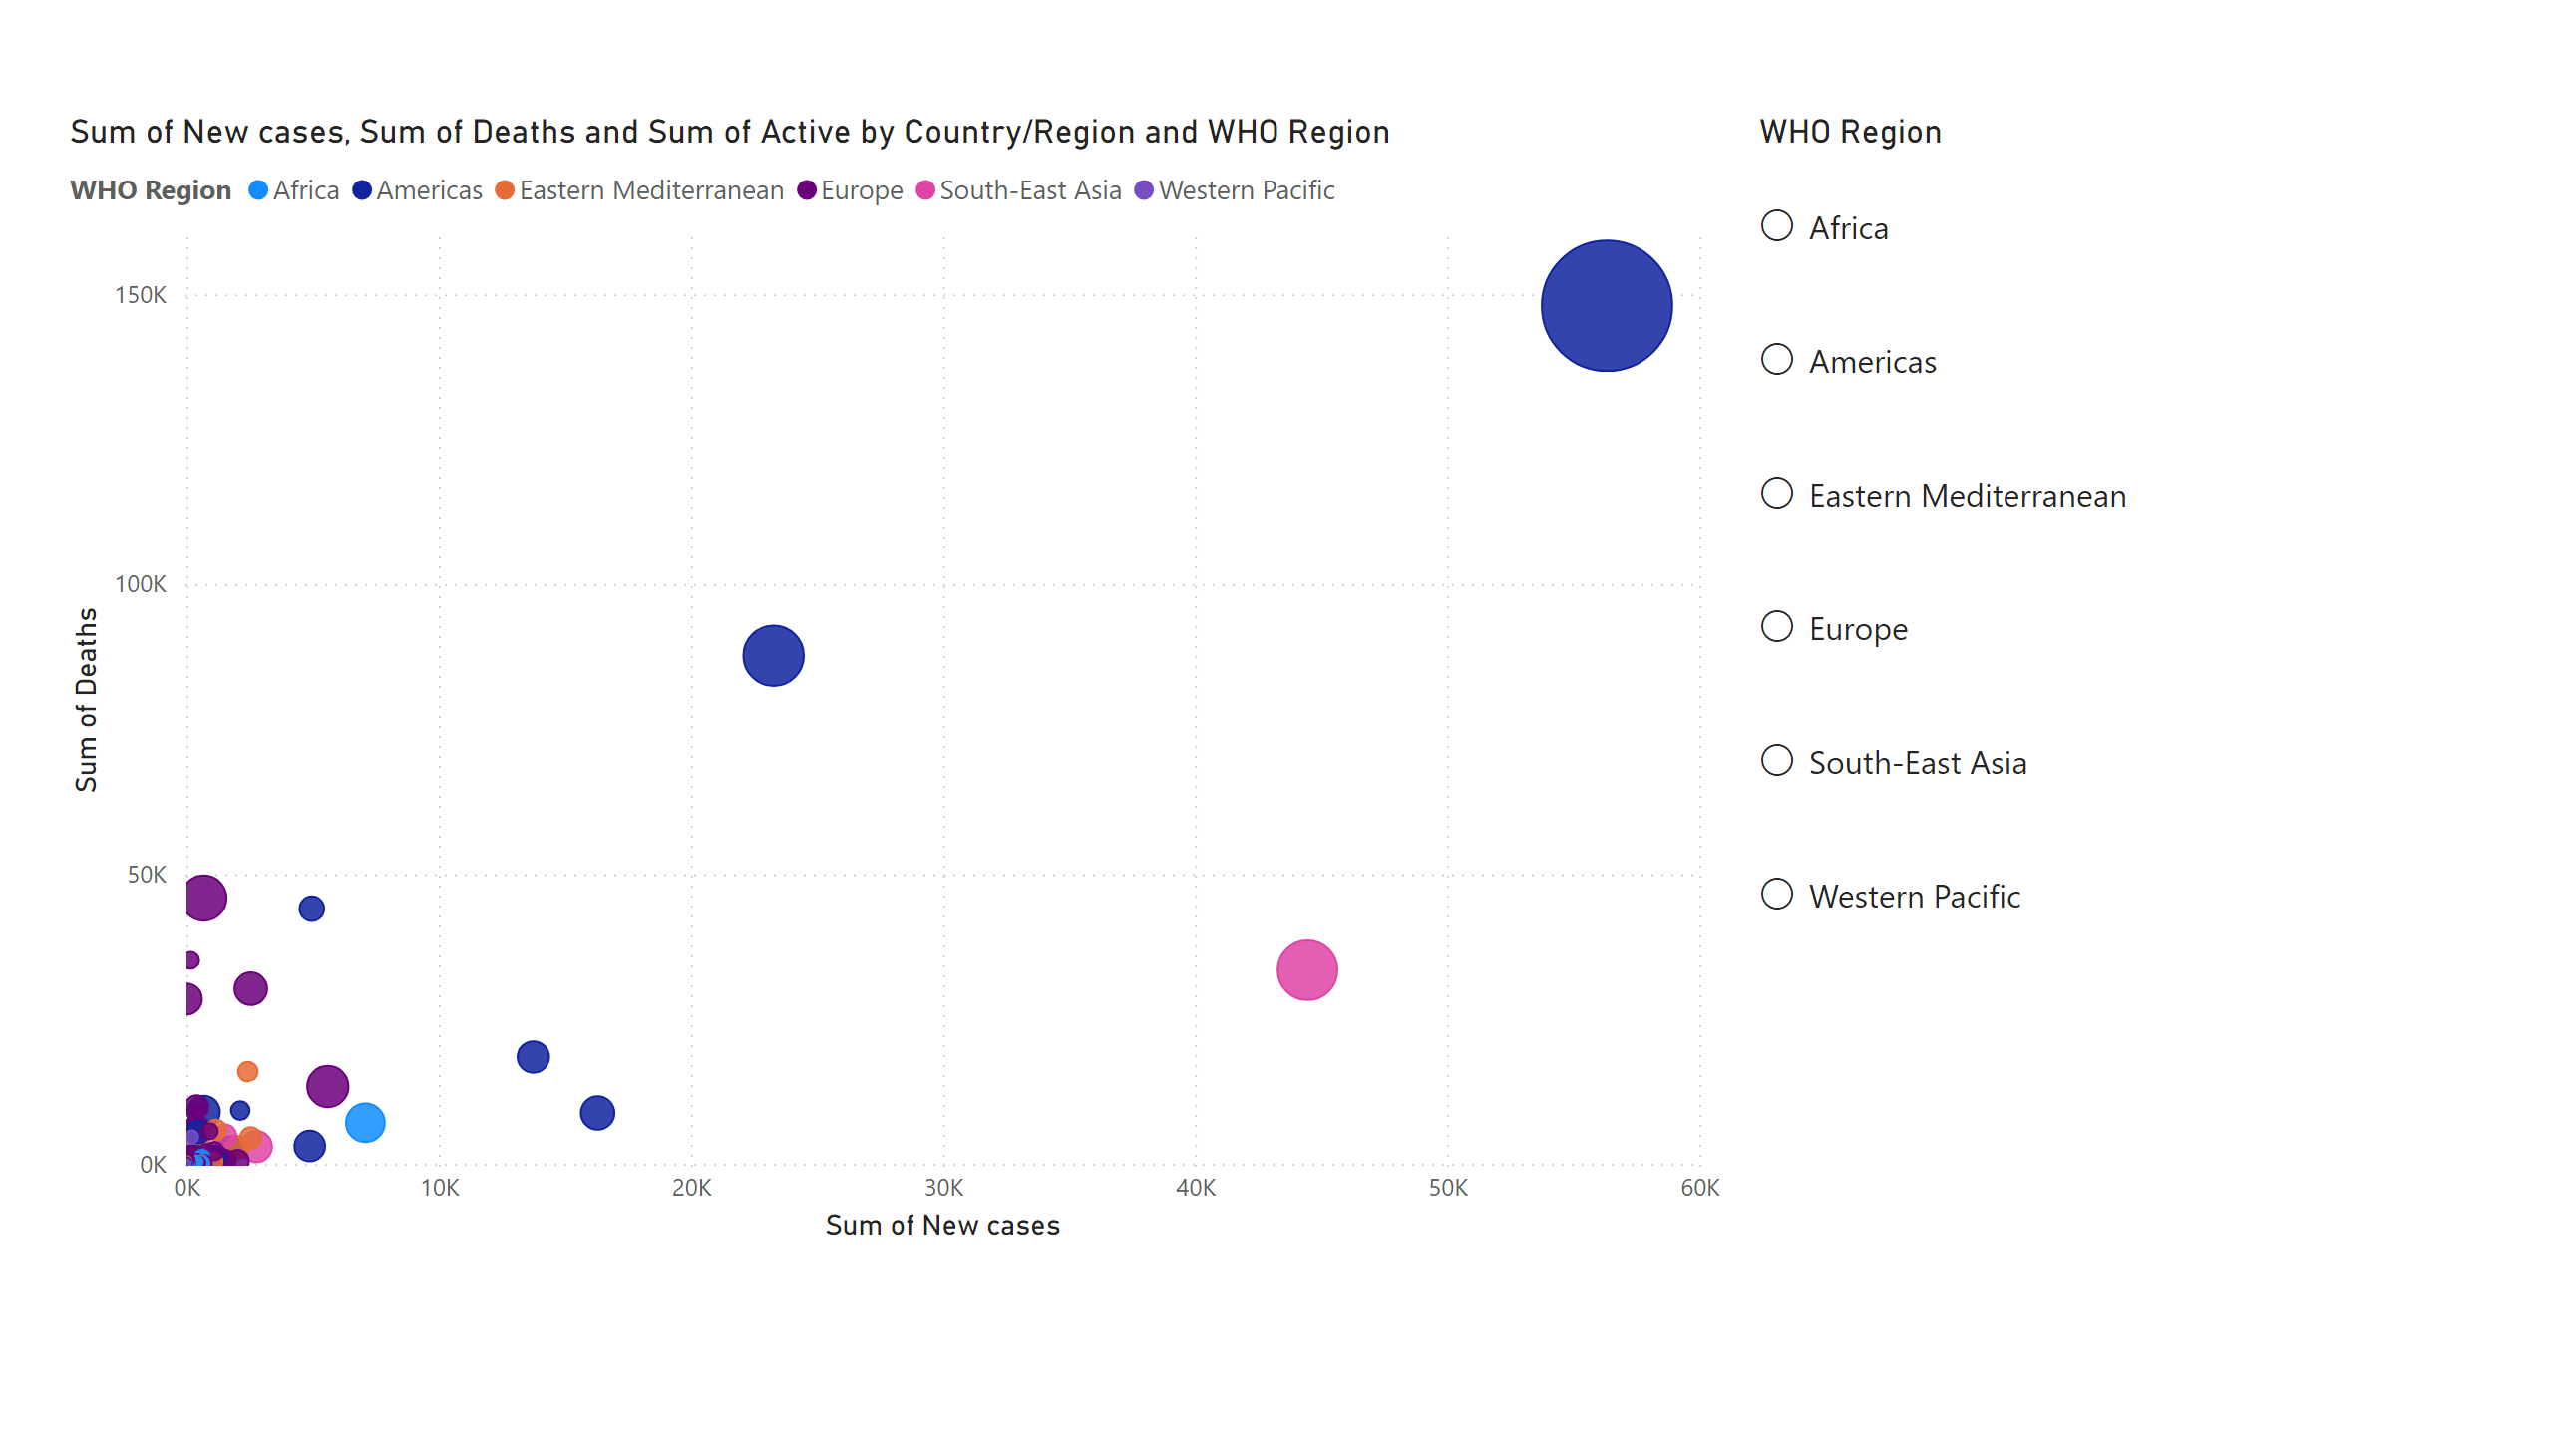 Sum of New cases, Sum of Deaths and Sum of Active by Country/Region and WHO Region
WHO Region Africa Americas Eastern Mediterranean Europe South-East Asia Western Pacific
150K
100K
50K
0K
Sum of Deaths
0K 10K 20K 30K 40K 50K 60K
Sum of New cases
WHO Region
Africa
Americas
Eastern Mediterranean
Europe
South-East Asia
Western Pacific